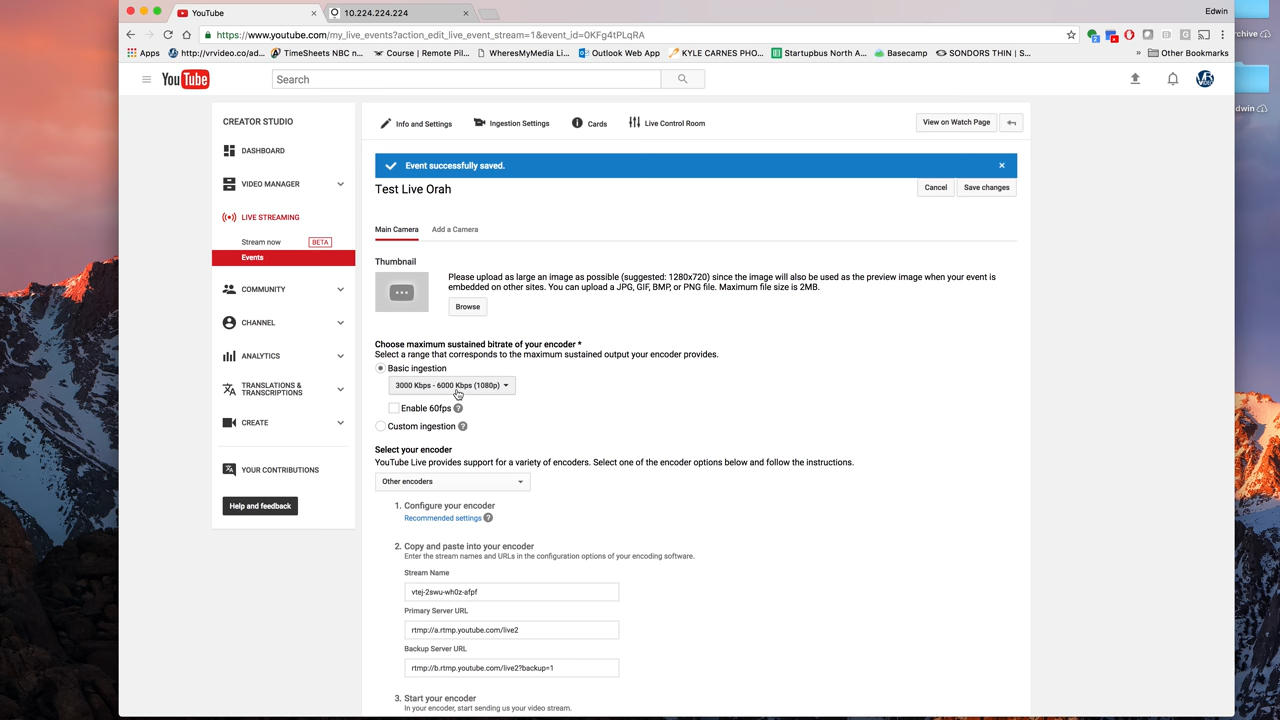 YouTube
10.224.224.224
Edwin
https://www.youtube.com/my_live_events?action_edit_live_event_stream=1&event_id=OKFg4tPLqRA
Apps
http://vrvideo.co/ad...
TimeSheets NBC n...
Course | Remote Pil...
WheresMyMedia Li...
Outlook Web App
KYLE CARNES PHO...
Startupbus North A...
Basecamp
SONDORS THIN | S...
»
Other Bookmarks
rchive
dwin
YouTube
Search
CREATOR STUDIO
DASHBOARD
VIDEO MANAGER
LIVE STREAMING
Stream now BETA
Events
COMMUNITY
CHANNEL
ANALYTICS
TRANSLATIONS &
TRANSCRIPTIONS
CREATE
YOUR CONTRIBUTIONS
Help and feedback
Info and Settings
Ingestion Settings
Cards
Live Control Room
View on Watch Page
Event successfully saved.
Test Live Orah
Cancel
Save changes
Main Camera
Add a Camera
Thumbnail
Please upload as large an image as possible (suggested: 1280x720) since the image will also be used as the preview image when your event is
embedded on other sites. You can upload a JPG, GIF, BMP, or PNG file. Maximum file size is 2MB.
Browse
Choose maximum sustained bitrate of your encoder *
Select a range that corresponds to the maximum sustained output your encoder provides.
Basic ingestion
3000 Kbps - 6000 Kbps (1080p)
Enable 60fps ?
Custom ingestion ?
Select your encoder
YouTube Live provides support for a variety of encoders. Select one of the encoder options below and follow the instructions.
Other encoders
1. Configure your encoder
Recommended settings ?
2. Copy and paste into your encoder
Enter the stream names and URLs in the configuration options of your encoding software.
Stream Name
vtej-2swu-wh0z-afpf
Primary Server URL
rtmp://a.rtmp.youtube.com/live2
Backup Server URL
rtmp://b.rtmp.youtube.com/live2?backup=1
3. Start your encoder
In your encoder, start sending us your video stream.